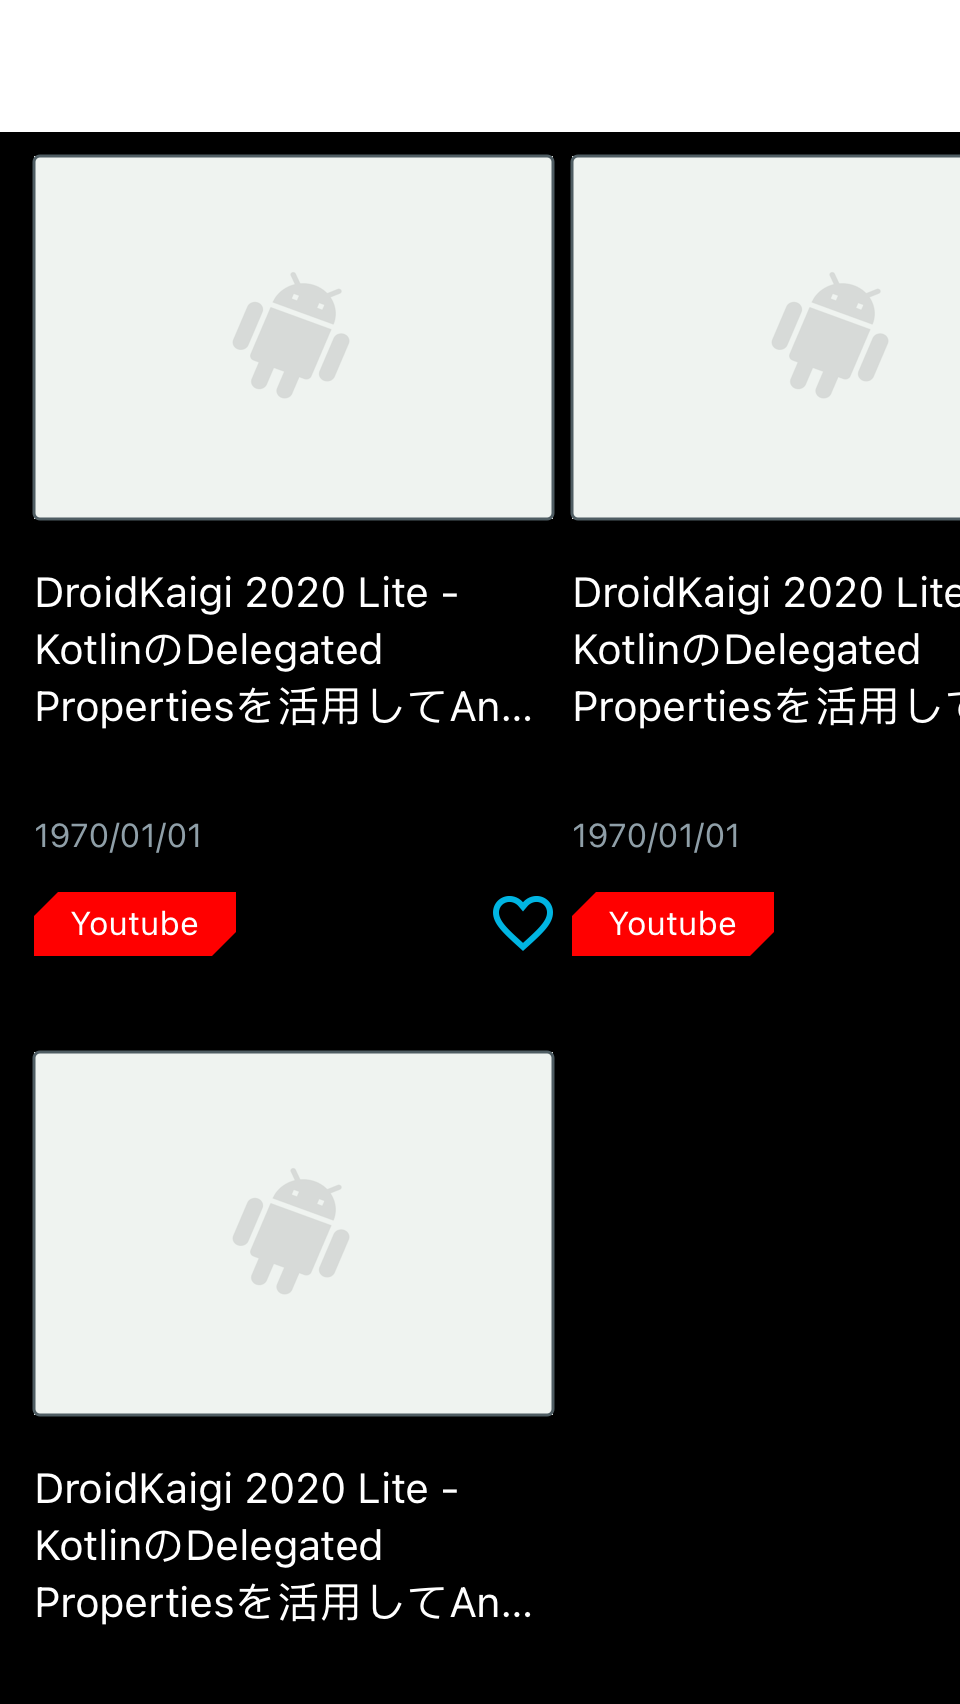 DroidKaigi 2020 Lite -
KotlinのDelegated
Propertiesを活用してAn...
1970/01/01
Youtube
DroidKaigi 2020 Lite
KotlinのDelegated
Propertiesを活用して
1970/01/01
Youtube
DroidKaigi 2020 Lite -
KotlinのDelegated
Propertiesを活用してAn...